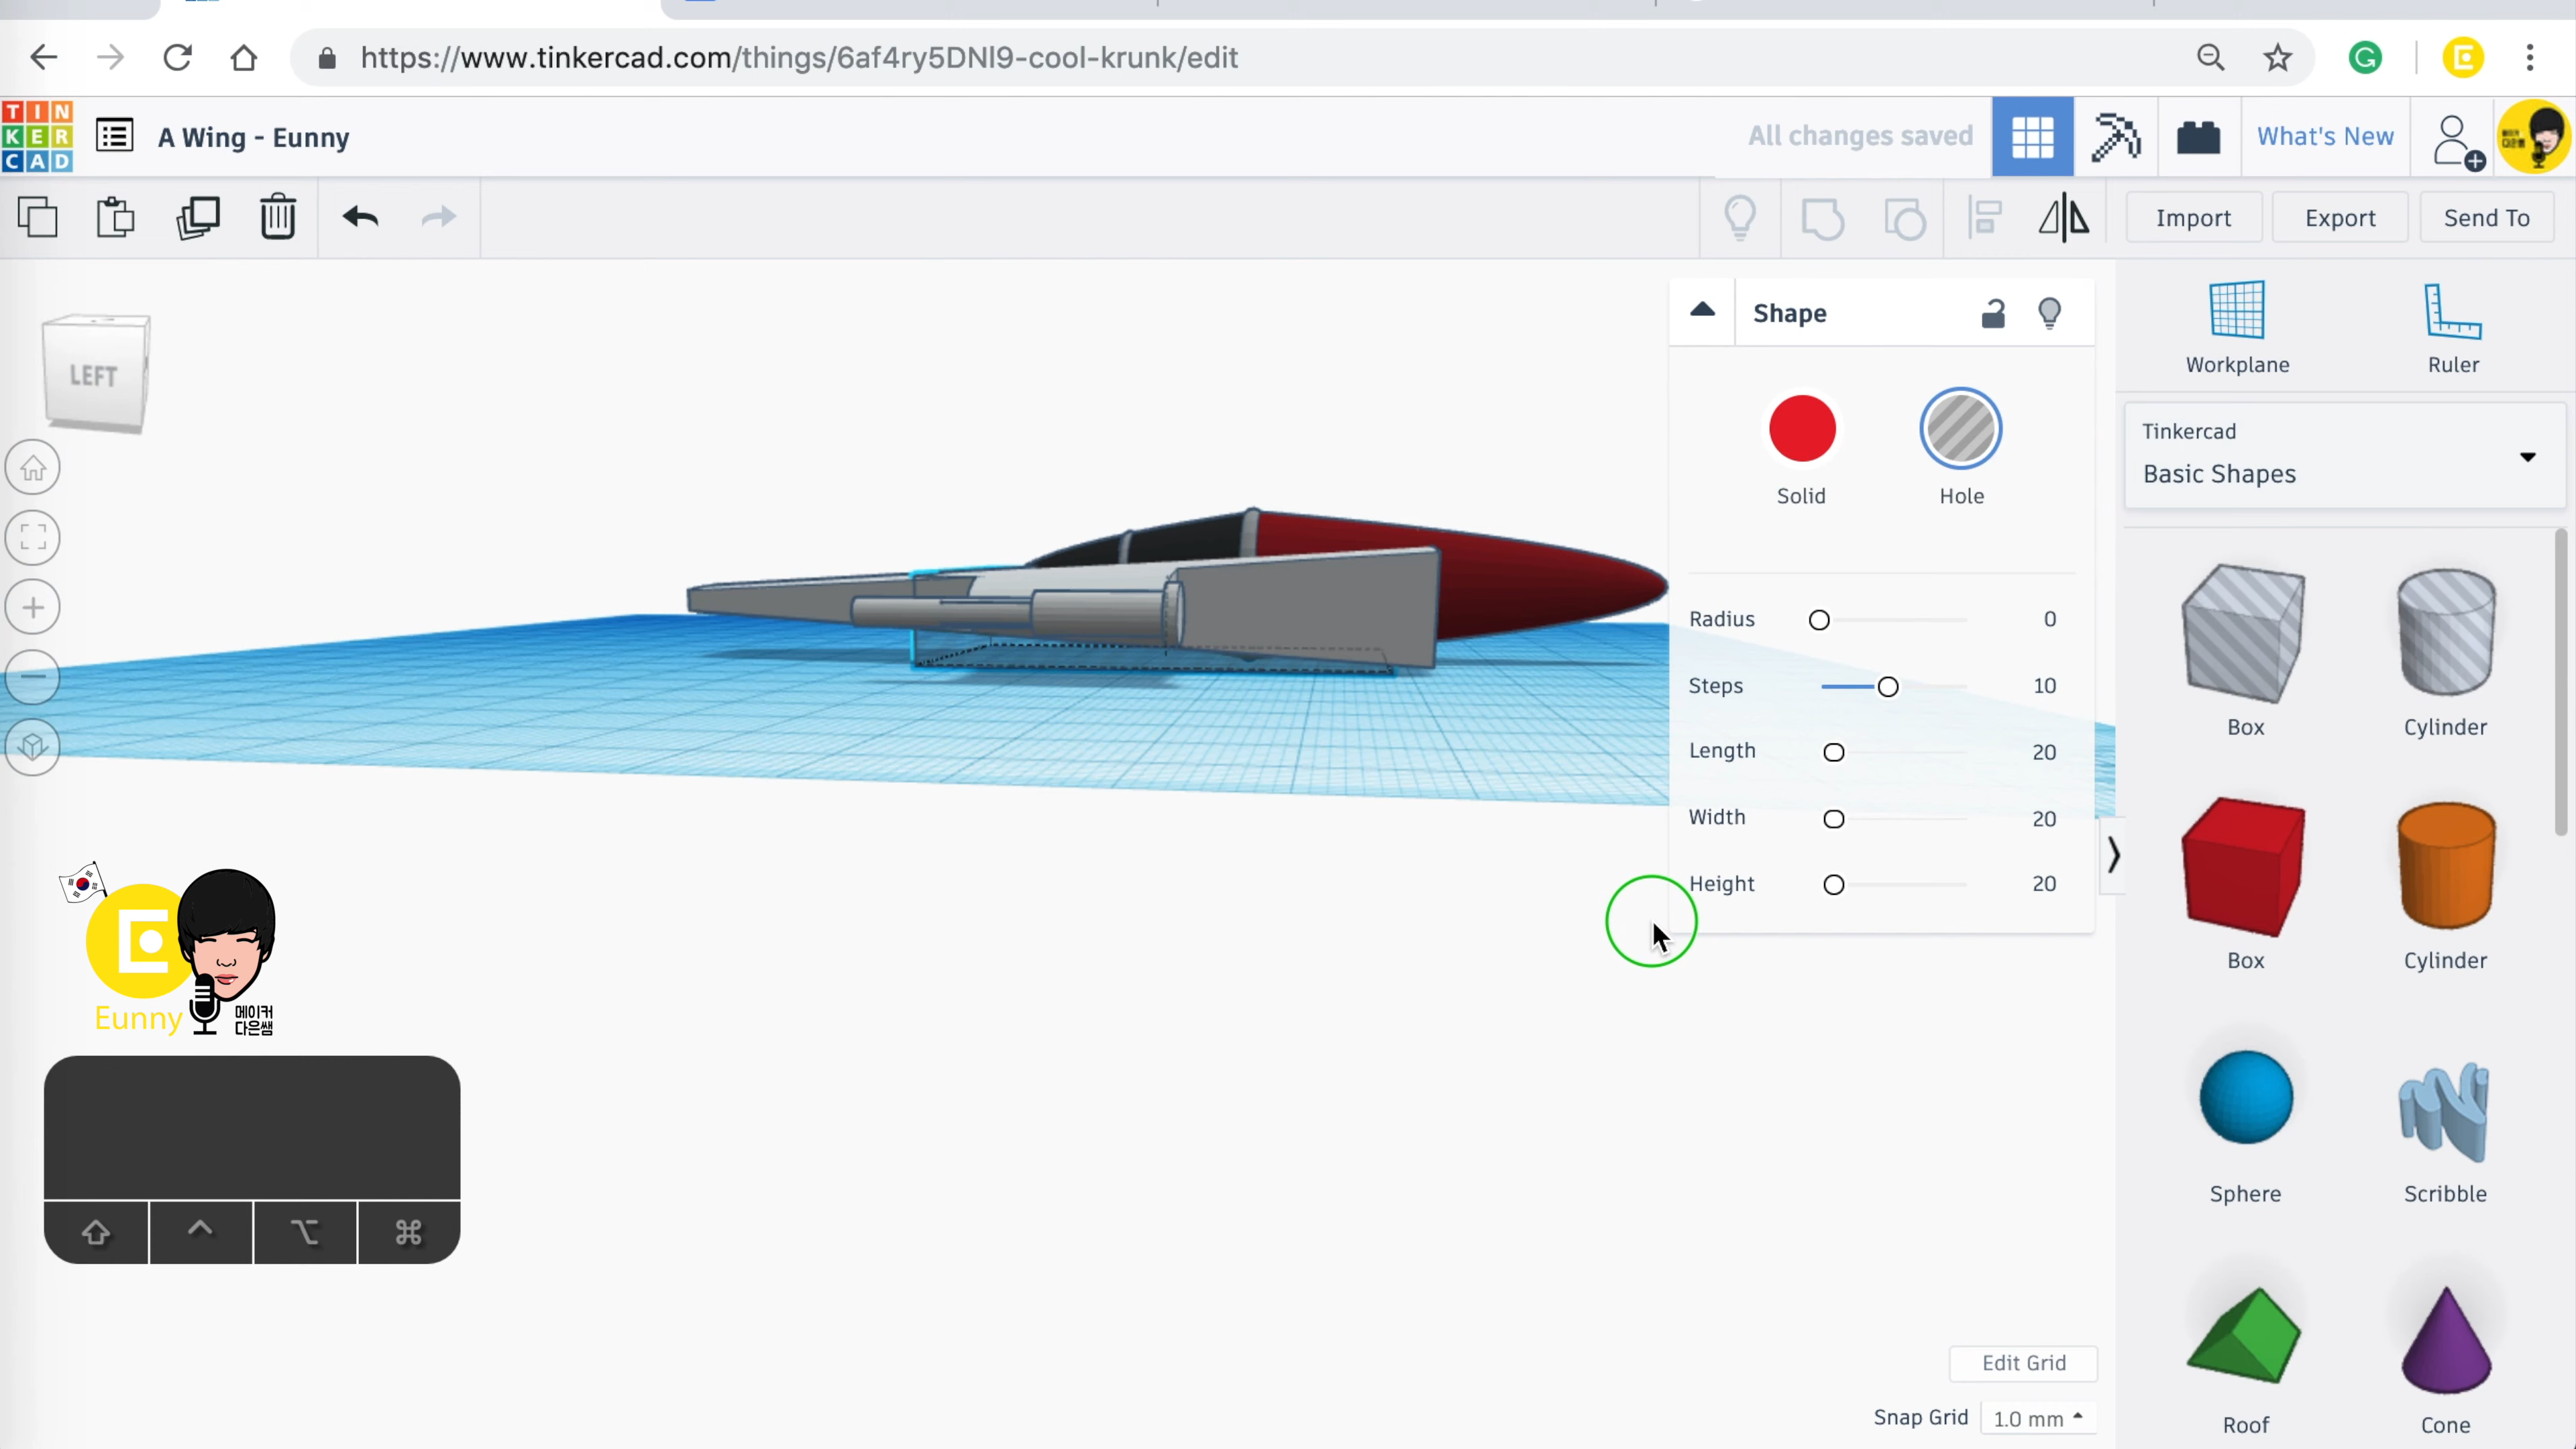 https://www.tinkercad.com/things/6af4ry5DNl9-cool-krunk/edit
TIN
KER
CAD
A Wing - Eunny
All changes saved
What's New
Import
Export
Send To
LEFT
Shape
Solid
Hole
Radius 0
Steps 10
Length 20
Width 20
Height 20
Workplane
Ruler
Tinkercad
Basic Shapes
Box
Cylinder
Box
Cylinder
Sphere
Scribble
Roof
Cone
Eunny
메이커
다은쌤
Edit Grid
Snap Grid 1.0 mm